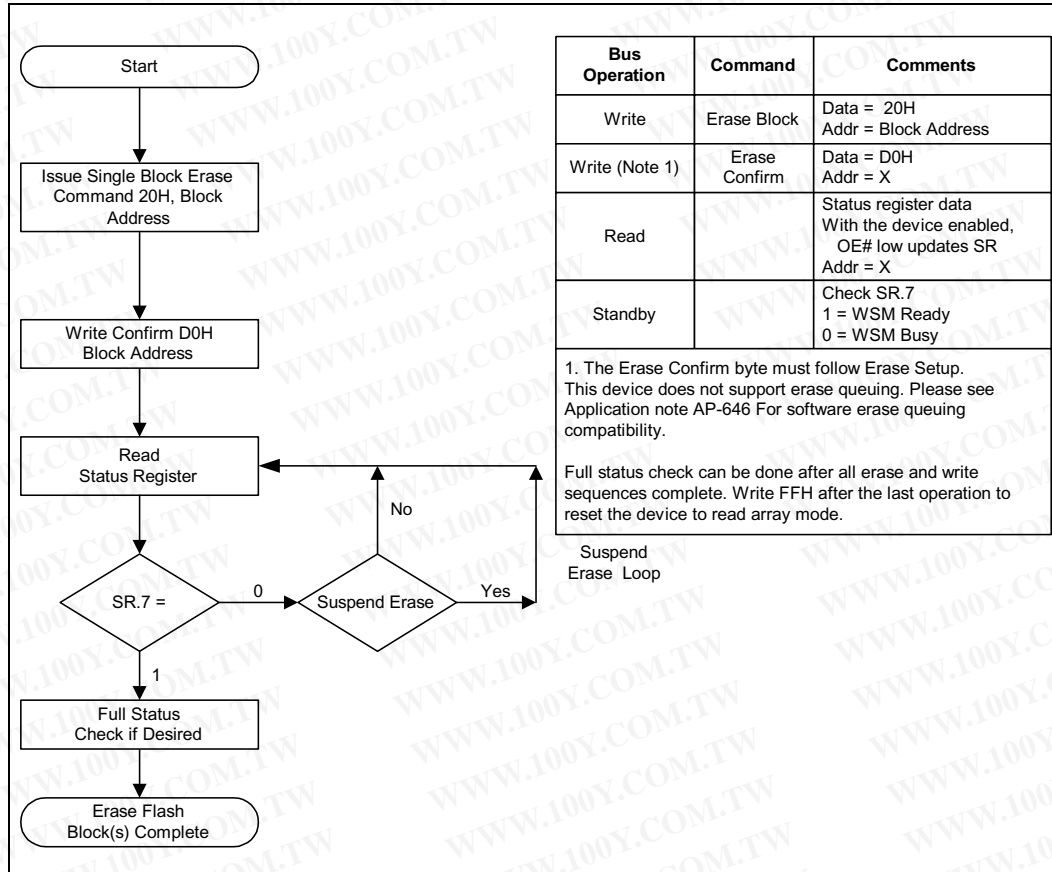 Start
Issue Single Block Erase
Command 20H, Block
Address
Write Confirm D0H
Block Address
Read
Status Register
No
SR.7 =
0
Suspend Erase
Yes
Suspend
Erase Loop
1
Full Status
Check if Desired
Erase Flash
Block(s) Complete
Bus
Operation
Command
Comments
Write
Erase Block
Data = 20H
Addr = Block Address
Write (Note 1)
Erase
Confirm
Data = D0H
Addr = X
Read
Status register data
With the device enabled,
OE# low updates SR
Addr = X
Standby
Check SR.7
1 = WSM Ready
0 = WSM Busy
1. The Erase Confirm byte must follow Erase Setup.
This device does not support erase queuing. Please see
Application note AP-646 For software erase queuing
compatibility.
Full status check can be done after all erase and write
sequences complete. Write FFH after the last operation to
reset the device to read array mode.
WWW.100Y.COM.TW